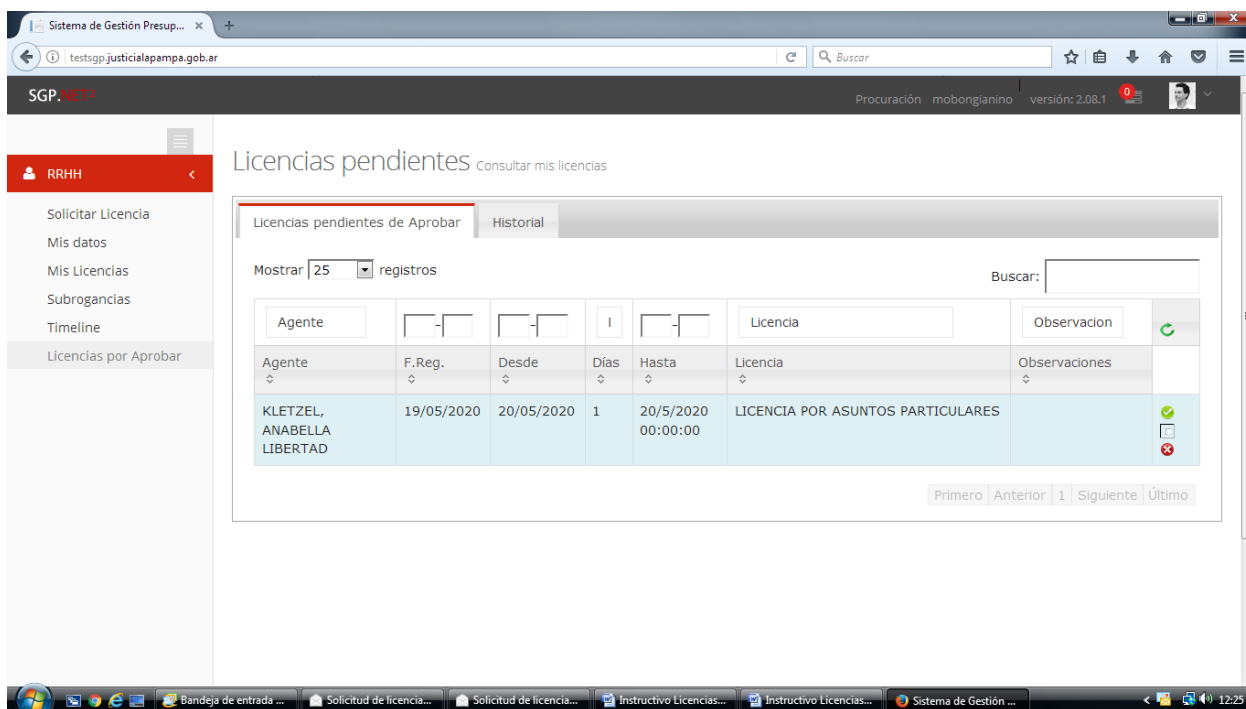 Sistema de Gestión Presup... × +
testsgp.justicialapampa.gob.ar
Buscar
SGP.NET2
Procuración mobongianino versión: 2.08.1 0
RRHH
Solicitar Licencia
Mis datos
Mis Licencias
Subrogancias
Timeline
Licencias por Aprobar
Licencias pendientes Consultar mis licencias
Licencias pendientes de Aprobar Historial
Mostrar 25 registros
Buscar:
Agente - - I - Licencia Observacion
Agente F.Reg. Desde Días Hasta Licencia Observaciones
KLETZEL, 19/05/2020 20/05/2020 1 20/5/2020 LICENCIA POR ASUNTOS PARTICULARES
ANABELLA 00:00:00
LIBERTAD
Primero Anterior 1 Siguiente Último
Bandeja de entrada ... Solicitud de licencia... Solicitud de licencia... Instructivo Licencias... Instructivo Licencias... Sistema de Gestión ... 12:25